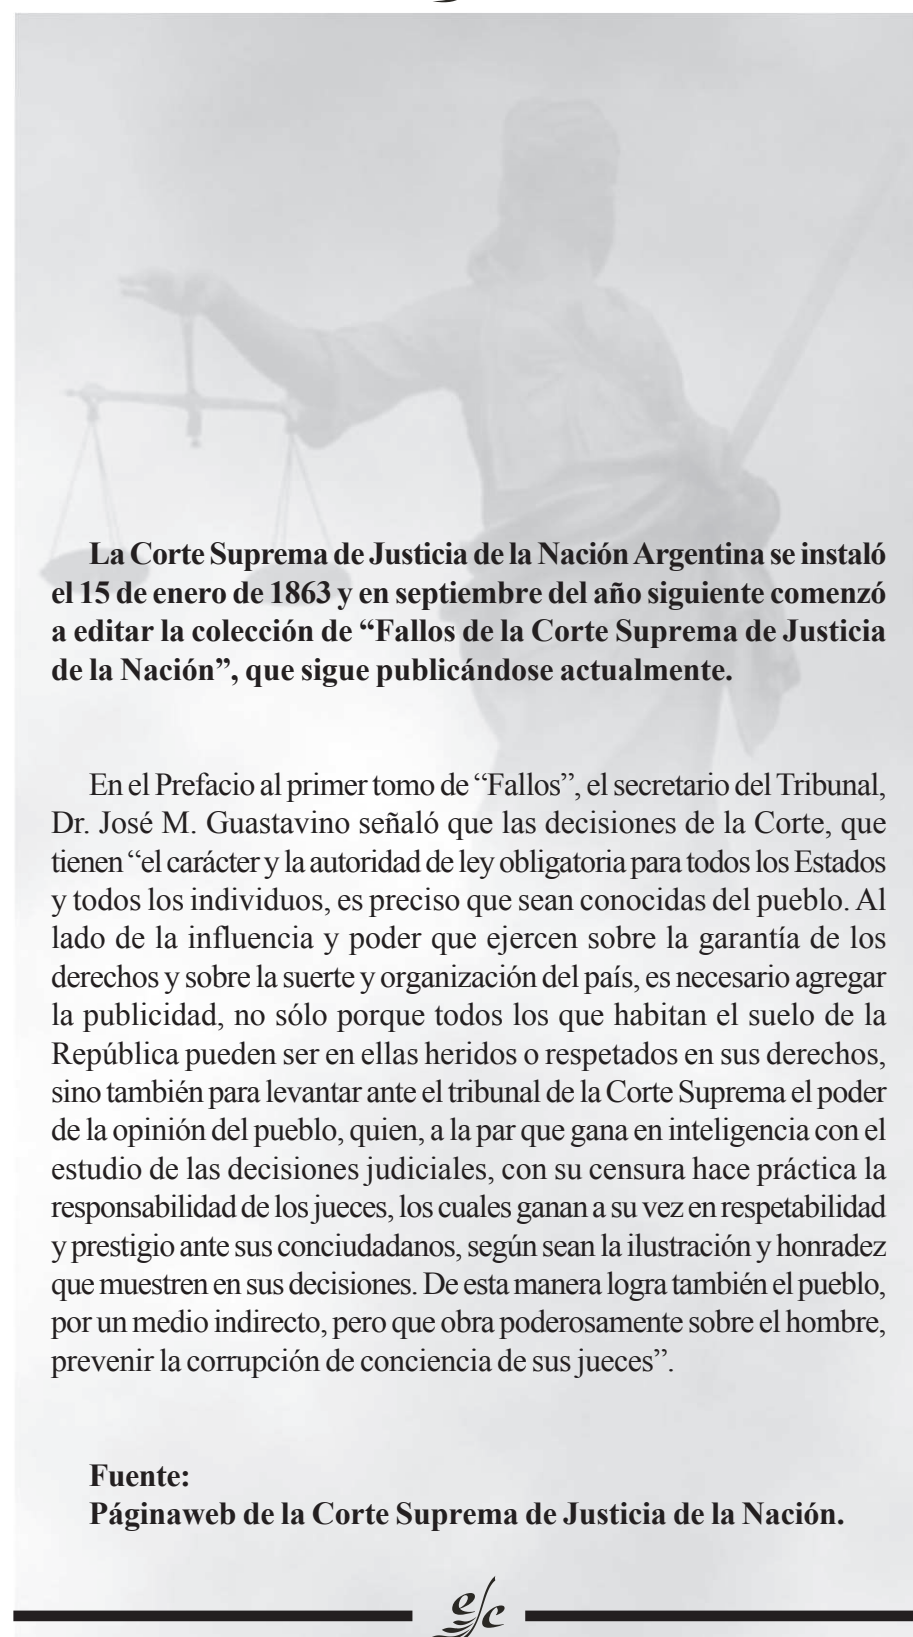 La Corte Suprema de Justicia de la Nación Argentina se instaló
el 15 de enero de 1863 y en septiembre del año siguiente comenzó
a editar la colección de “Fallos de la Corte Suprema de Justicia
de la Nación”, que sigue publicándose actualmente.
En el Prefacio al primer tomo de “Fallos”, el secretario del Tribunal,
Dr. José M. Guastavino señaló que las decisiones de la Corte, que
tienen “el carácter y la autoridad de ley obligatoria para todos los Estados
y todos los individuos, es preciso que sean conocidas del pueblo. Al
lado de la influencia y poder que ejercen sobre la garantía de los
derechos y sobre la suerte y organización del país, es necesario agregar
la publicidad, no sólo porque todos los que habitan el suelo de la
República pueden ser en ellas heridos o respetados en sus derechos,
sino también para levantar ante el tribunal de la Corte Suprema el poder
de la opinión del pueblo, quien, a la par que gana en inteligencia con el
estudio de las decisiones judiciales, con su censura hace práctica la
responsabilidad de los jueces, los cuales ganan a su vez en respetabilidad
y prestigio ante sus conciudadanos, según sean la ilustración y honradez
que muestren en sus decisiones. De esta manera logra también el pueblo,
por un medio indirecto, pero que obra poderosamente sobre el hombre,
prevenir la corrupción de conciencia de sus jueces”.
Fuente:
Páginaweb de la Corte Suprema de Justicia de la Nación.
e/c